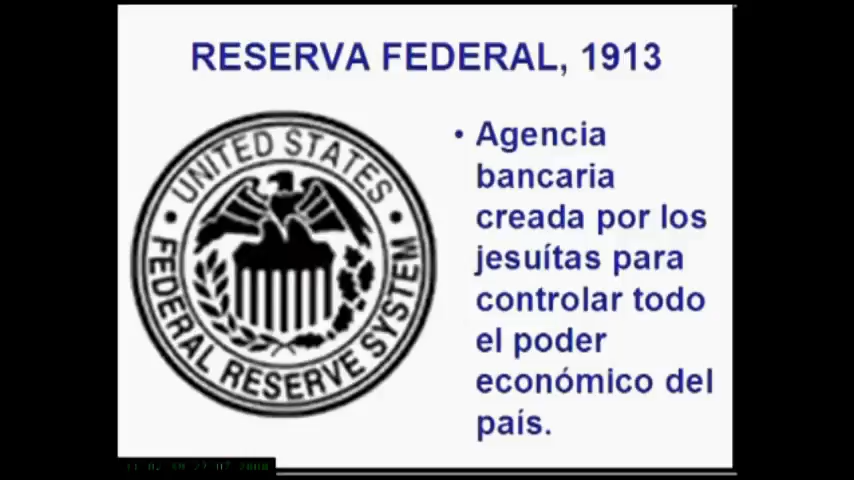 RESERVA FEDERAL, 1913
UNITED STATES
FEDERAL RESERVE SYSTEM
• Agencia
bancaria
creada por los
jesuítas para
controlar todo
el poder
económico del
país.